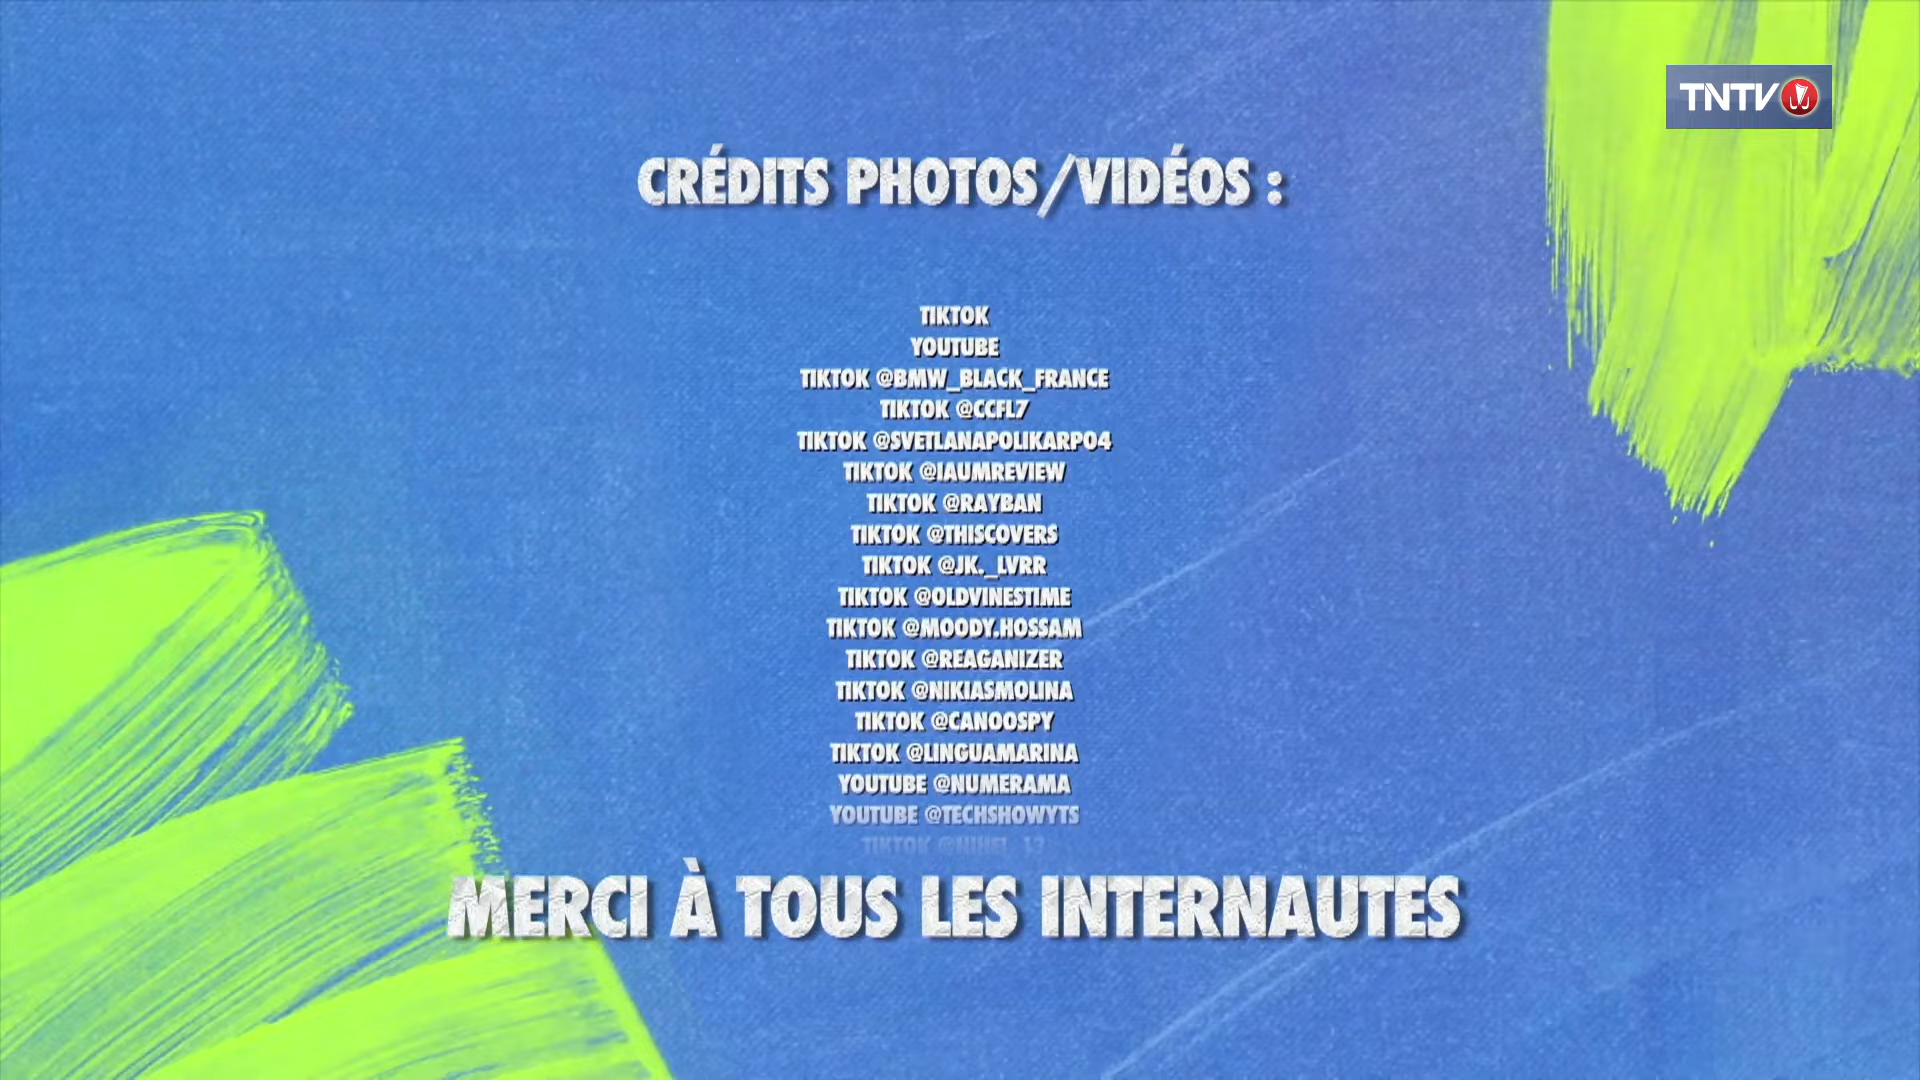 TNTV
CRÉDITS PHOTOS/VIDÉOS :
TIKTOK
YOUTUBE
TIKTOK @BMW_BLACK_FRANCE
TIKTOK @CCFL7
TIKTOK @SVETLANAPOLIKARPO4
TIKTOK @IAUMREVIEW
TIKTOK @RAYBAN
TIKTOK @THISCOVERS
TIKTOK @JK._LVRR
TIKTOK @OLDVINESTIME
TIKTOK @MOODY.HOSSAM
TIKTOK @REAGANIZER
TIKTOK @NIKIASMOLINA
TIKTOK @CANOOSPY
TIKTOK @LINGUAMARINA
YOUTUBE @NUMERAMA
YOUTUBE @TECHSHOWYTS
TIKTOK
MERCI À TOUS LES INTERNAUTES